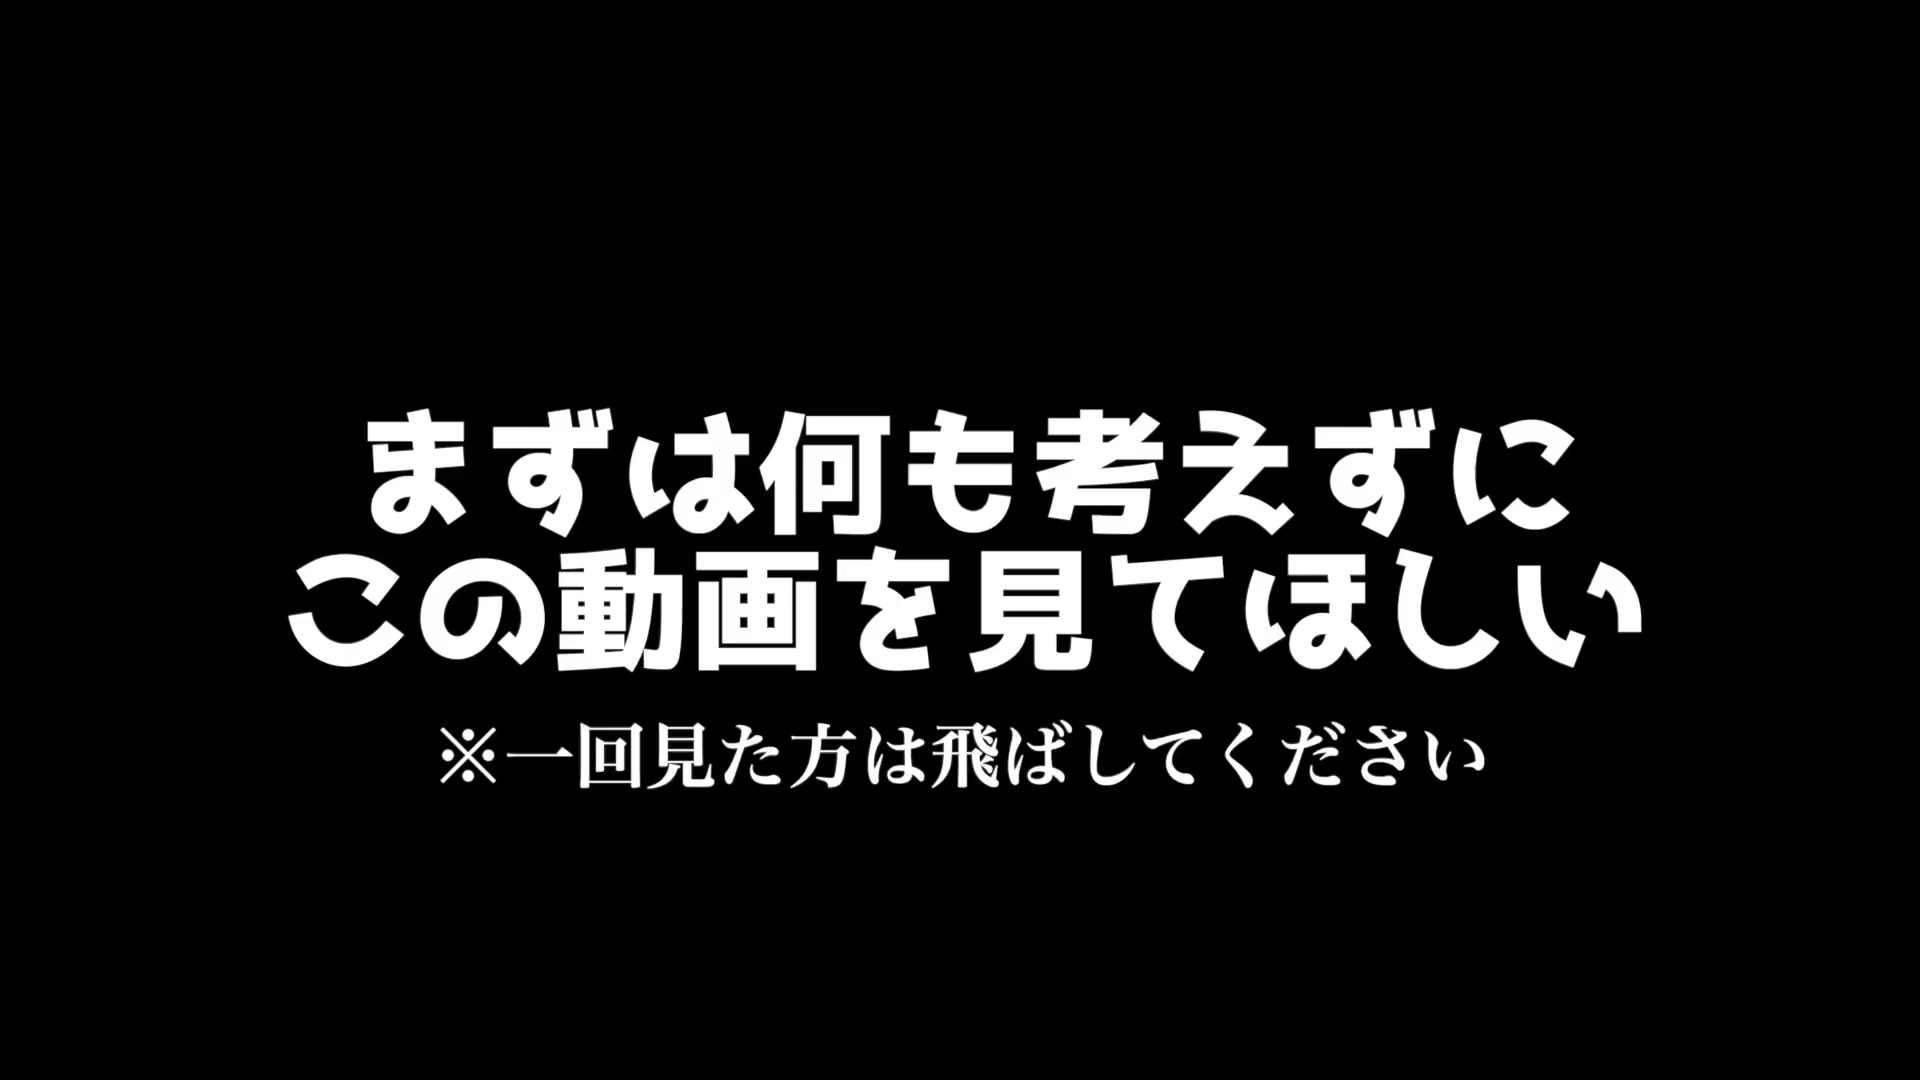 まずは何も考えずに
この動画を見てほしい
※一回見た方は飛ばしてください